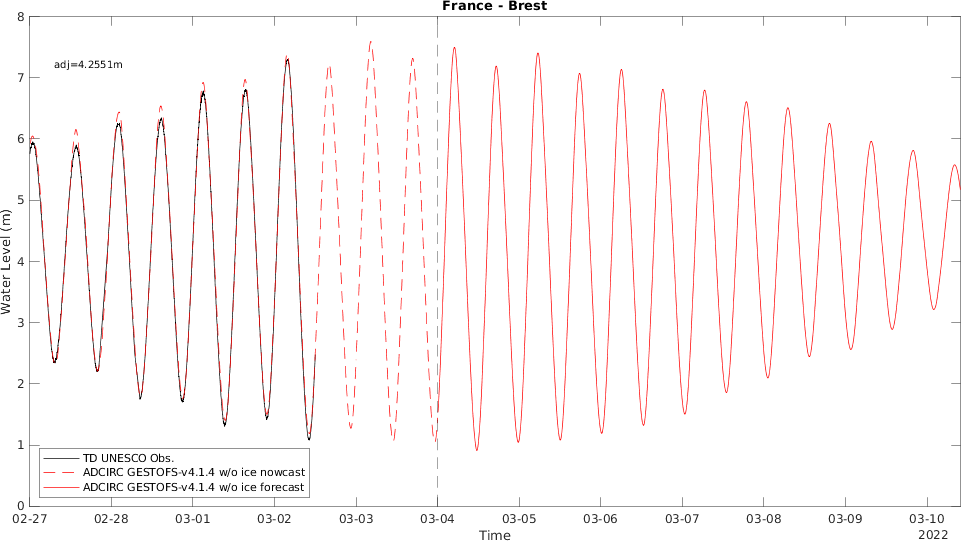 France - Brest
8
7
6
5
4
3
2
1
0
Water Level (m)
adj=4.2551m
TD UNESCO Obs.
ADCIRC GESTOFS-v4.1.4 w/o ice nowcast
ADCIRC GESTOFS-v4.1.4 w/o ice forecast
02-27 02-28 03-01 03-02 03-03 03-04 03-05 03-06 03-07 03-08 03-09 03-10
Time
2022